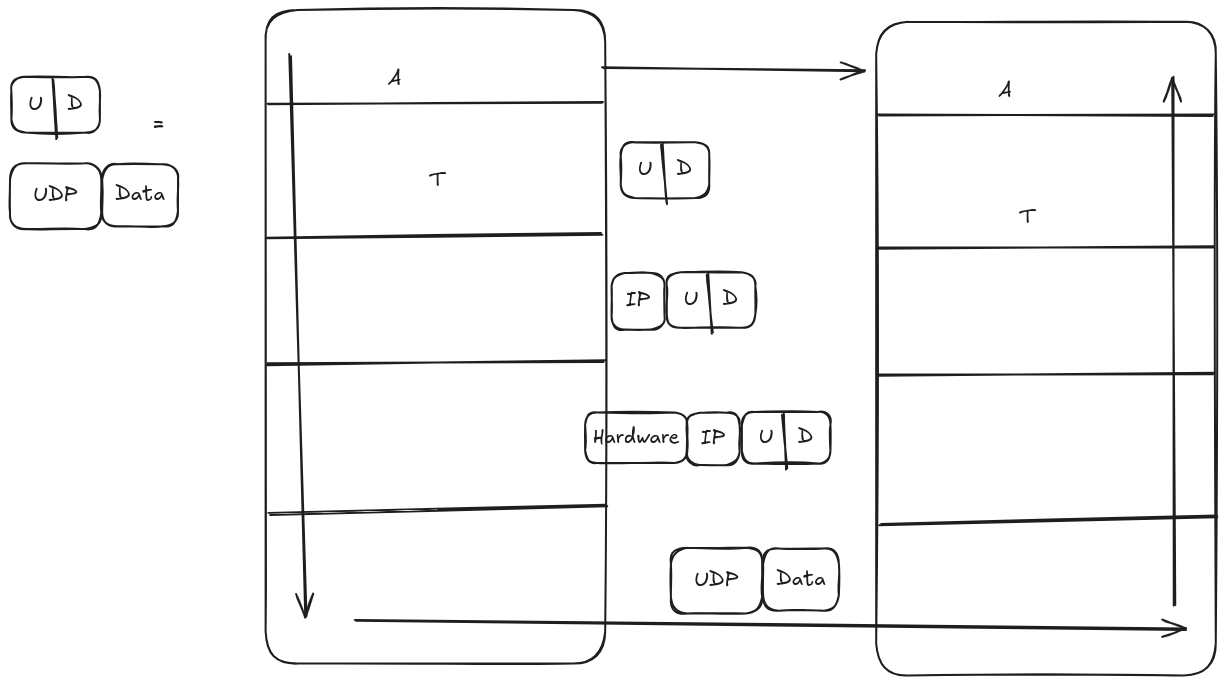 U D
=
UDP Data
A
T
U D
IP U D
Hardware IP U D
UDP Data
A
T